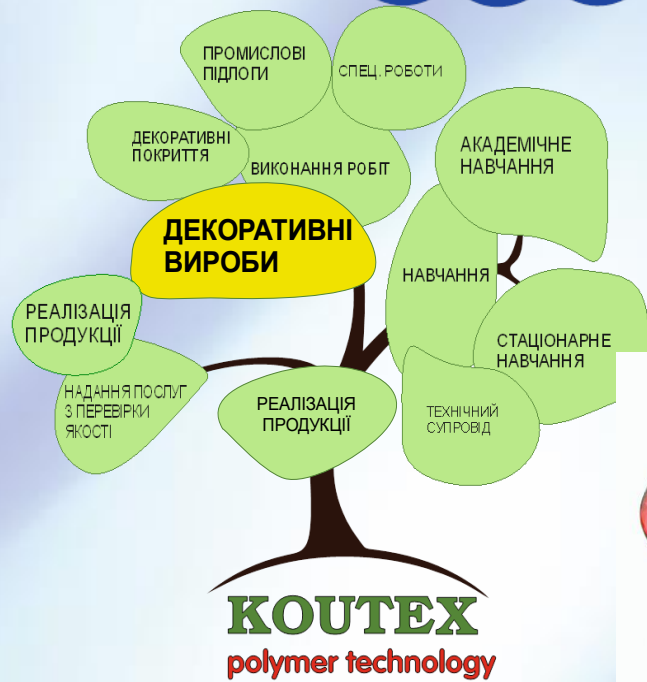 ПРОМИСЛОВІ
ПІДЛОГИ
СПЕЦ. РОБОТИ
ДЕКОРАТИВНІ
ПОКРИТТЯ
ВИКОНАННЯ РОБІТ
АКАДЕМІЧНЕ
НАВЧАННЯ
ДЕКОРАТИВНІ
ВИРОБИ
НАВЧАННЯ
РЕАЛІЗАЦІЯ
ПРОДУКЦІЇ
СТАЦІОНАРНЕ
НАВЧАННЯ
НАДАННЯ ПОСЛУГ
З ПЕРЕВІРКИ
ЯКОСТІ
РЕАЛІЗАЦІЯ
ПРОДУКЦІЇ
ТЕХНІЧНИЙ
СУПРОВІД
KOUTEX
polymer technology